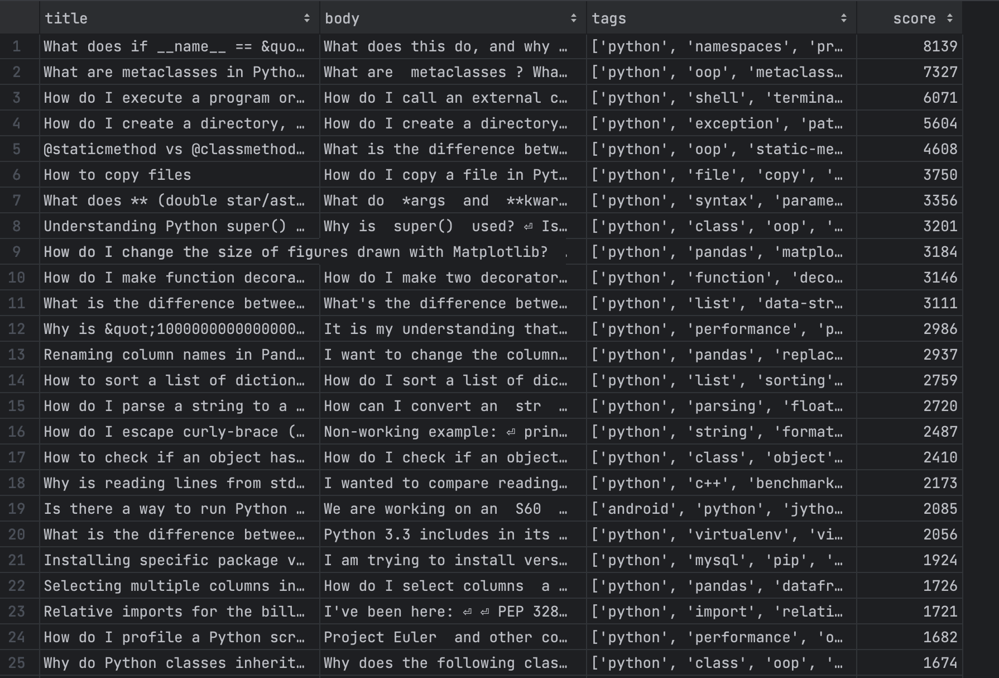 title body tags score
1 What does if __name__ == &quo… What does this do, and why … ['python', 'namespaces', 'pr… 8139
2 What are metaclasses in Pytho… What are  metaclasses ? Wha… ['python', 'oop', 'metaclass… 7327
3 How do I execute a program or… How do I call an external c… ['python', 'shell', 'termina… 6071
4 How do I create a directory, … How do I create a directory… ['python', 'exception', 'pat… 5604
5 @staticmethod vs @classmethod… What is the difference betw… ['python', 'oop', 'static-me… 4608
6 How to copy files How do I copy a file in Pyt… ['python', 'file', 'copy', '… 3750
7 What does ** (double star/ast… What do  *args  and  **kwar… ['python', 'syntax', 'parame… 3356
8 Understanding Python super() … Why is  super()  used? ⏎ Is… ['python', 'class', 'oop', '… 3201
9 How do I change the size of figures drawn with Matplotlib? ['python', 'pandas', 'matplo… 3184
10 How do I make function decora… How do I make two decorator… ['python', 'function', 'deco… 3146
11 What is the difference betwee… What's the difference betwe… ['python', 'list', 'data-str… 3111
12 Why is &quot;1000000000000000… It is my understanding that… ['python', 'performance', 'p… 2986
13 Renaming column names in Pand… I want to change the column… ['python', 'pandas', 'replac… 2937
14 How to sort a list of diction… How do I sort a list of dic… ['python', 'list', 'sorting'… 2759
15 How do I parse a string to a … How can I convert an  str  … ['python', 'parsing', 'float… 2720
16 How do I escape curly-brace (… Non-working example: ⏎ prin… ['python', 'string', 'format… 2487
17 How to check if an object has… How do I check if an object… ['python', 'class', 'object'… 2410
18 Why is reading lines from std… I wanted to compare reading… ['python', 'c++', 'benchmark… 2173
19 Is there a way to run Python … We are working on an  S60  … ['android', 'python', 'jytho… 2085
20 What is the difference betwee… Python 3.3 includes in its … ['python', 'virtualenv', 'vi… 2056
21 Installing specific package v… I am trying to install vers… ['python', 'mysql', 'pip', '… 1924
22 Selecting multiple columns in… How do I select columns  a … ['python', 'pandas', 'datafr… 1726
23 Relative imports for the bill… I've been here: ⏎ ⏎ PEP 328… ['python', 'import', 'relati… 1721
24 How do I profile a Python scr… Project Euler  and other co… ['python', 'performance', 'o… 1682
25 Why do Python classes inherit… Why does the following clas… ['python', 'class', 'oop', '… 1674